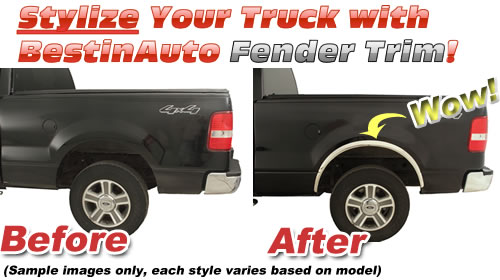 Stylize Your Truck with
BestinAuto Fender Trim!
4x4
Wow!
Before
After
(Sample images only, each style varies based on model)